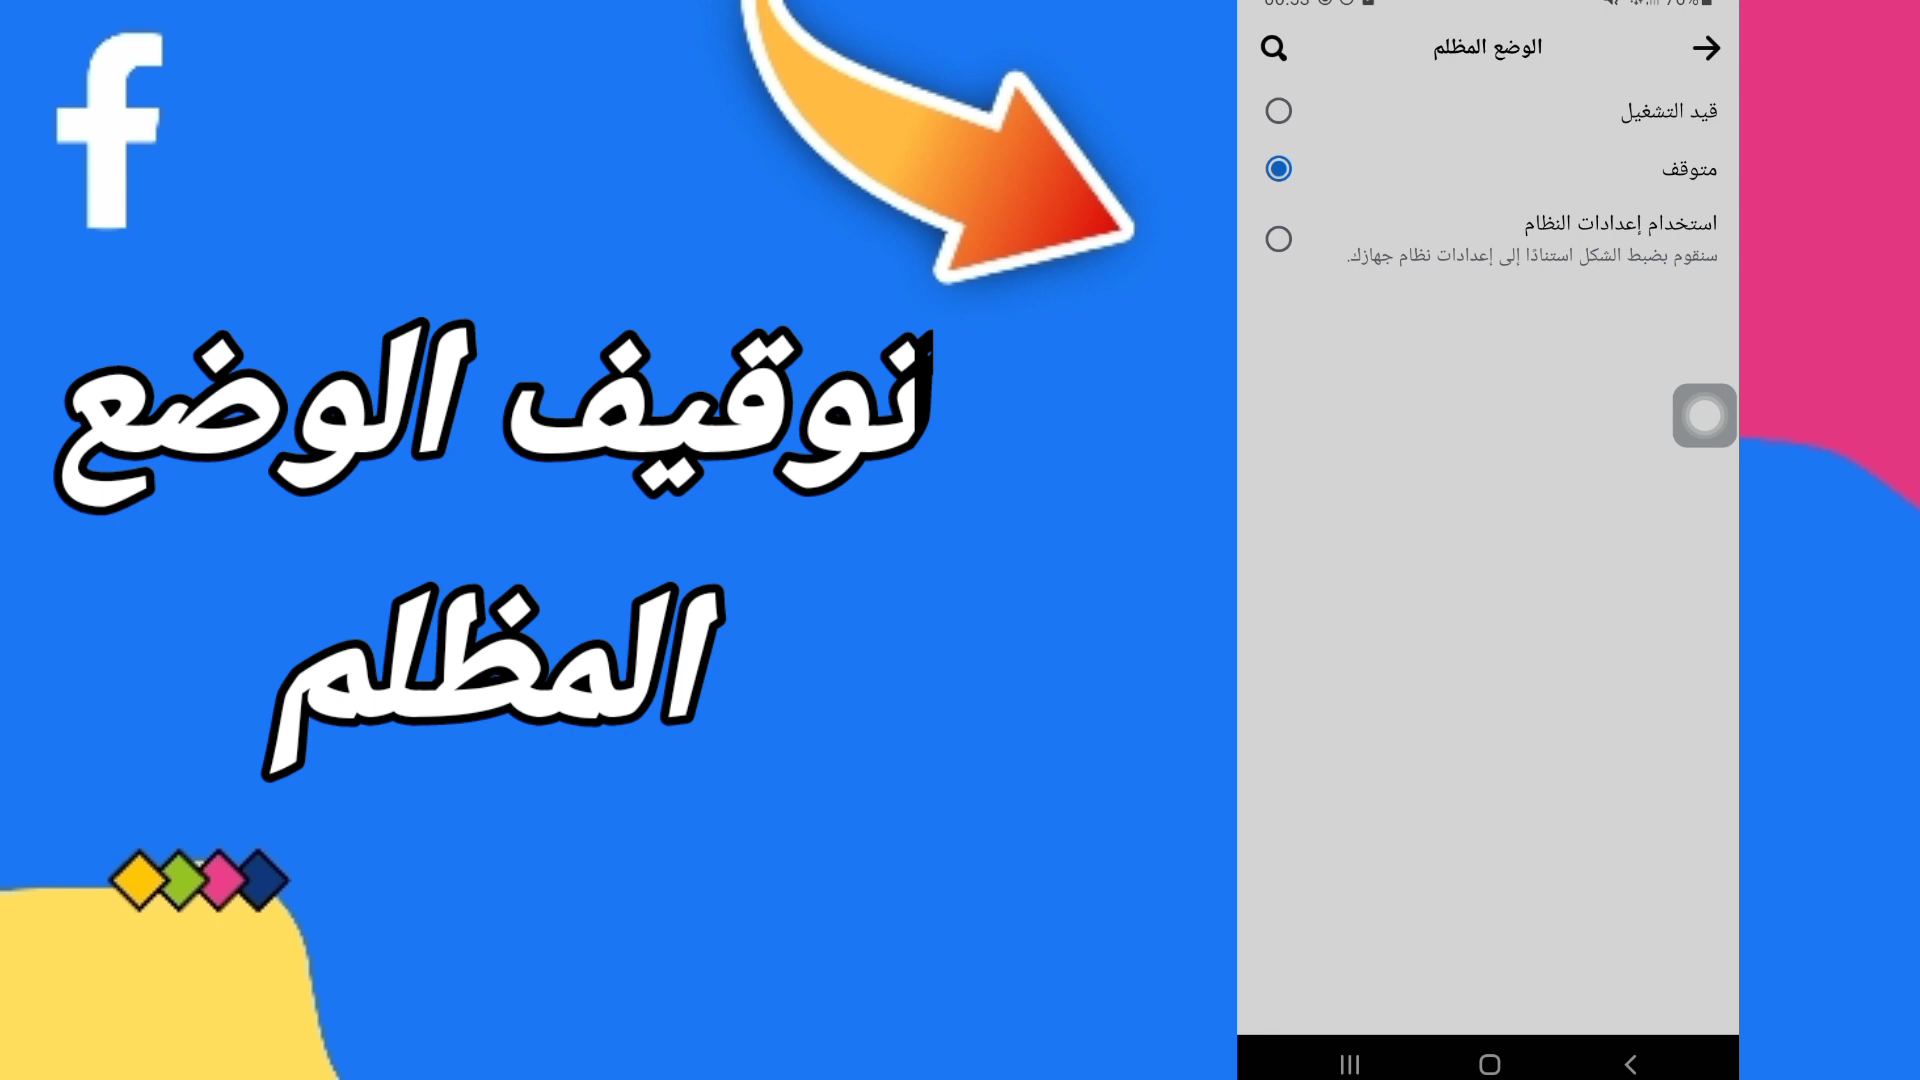 توقيف الوضع
المظلم
الوضع المظلم
قيد التشغيل
متوقف
استخدام إعدادات النظام
سنقوم بضبط الشكل استنادًا إلى إعدادات نظام جهازك.